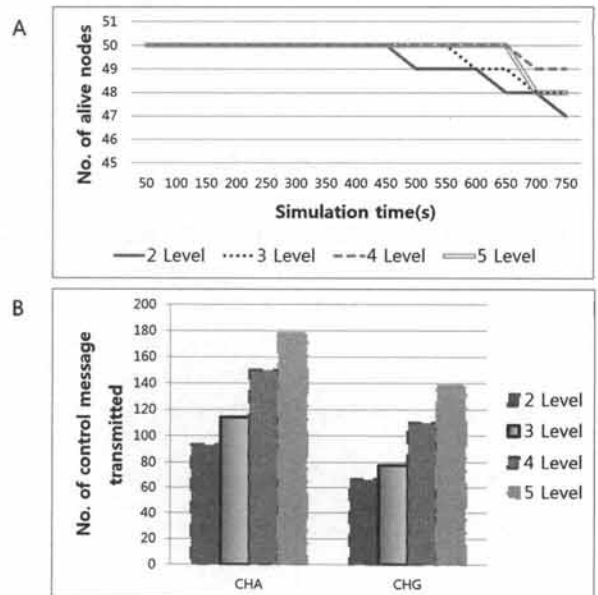 A
No. of alive nodes
51
50
49
48
47
46
45
50 100 150 200 250 300 350 400 450 500 550 600 650 700 750
Simulation time(s)
2 Level 3 Level 4 Level 5 Level
B
No. of control message
transmitted
200
180
160
140
120
100
80
60
40
20
0
CHA CHG
2 Level
3 Level
4 Level
5 Level